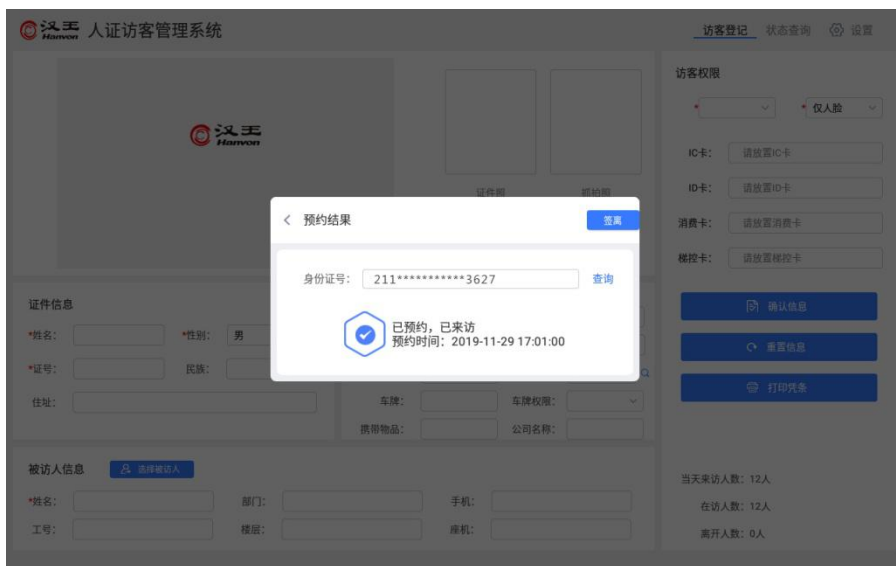 汉王 Hanvon 人证访客管理系统
访客登记 状态查询 设置
汉王
Hanvon
证件照 抓拍照
访客权限
* * 仅人脸
IC卡： 请放置IC卡
ID卡： 请放置ID卡
消费卡： 请放置消费卡
梯控卡： 请放置梯控卡
确认信息
重置信息
打印凭条
预约结果 签离
身份证号： 211***********3627 查询
已预约，已来访
预约时间：2019-11-29 17:01:00
证件信息
*姓名： *性别： 男
*证号： 民族：
住址：
车牌： 车牌权限：
携带物品： 公司名称：
被访人信息 选择被访人
*姓名： 部门： 手机：
工号： 楼层： 座机：
当天来访人数：12人
在访人数：12人
离开人数：0人